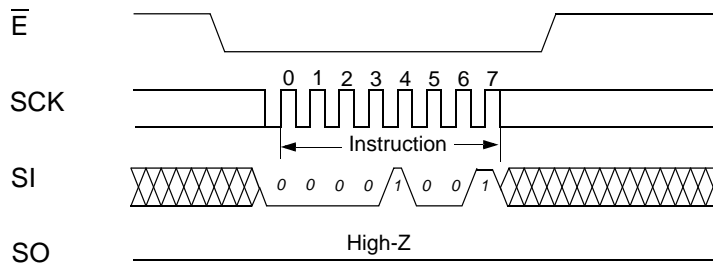 E
SCK
0 1 2 3 4 5 6 7
Instruction
SI
0 0 0 0 1 0 0 1
High-Z
SO